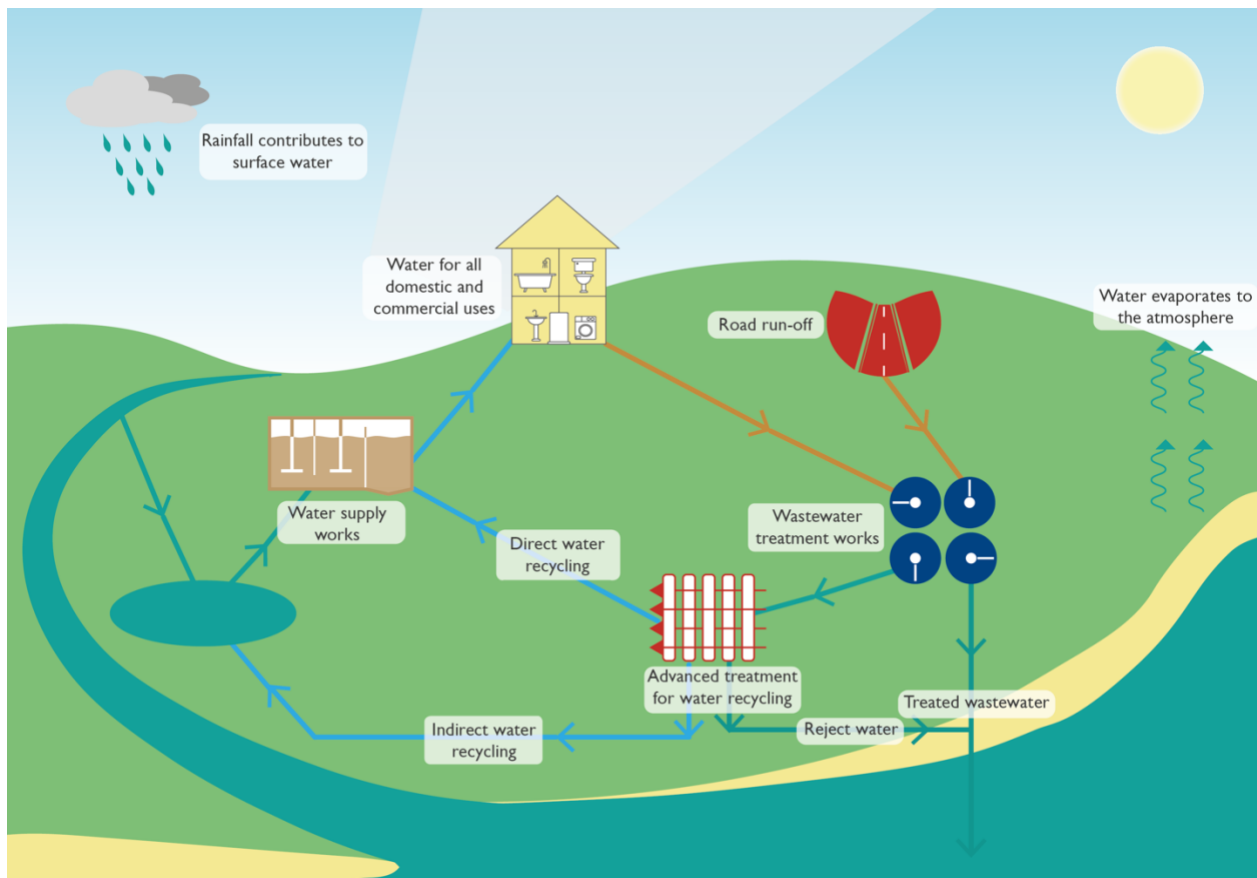 Rainfall contributes to
surface water
Water for all
domestic and
commercial uses
Road run-off
Water evaporates to
the atmosphere
Water supply
works
Direct water
recycling
Wastewater
treatment works
Advanced treatment
for water recycling
Treated wastewater
Indirect water
recycling
Reject water